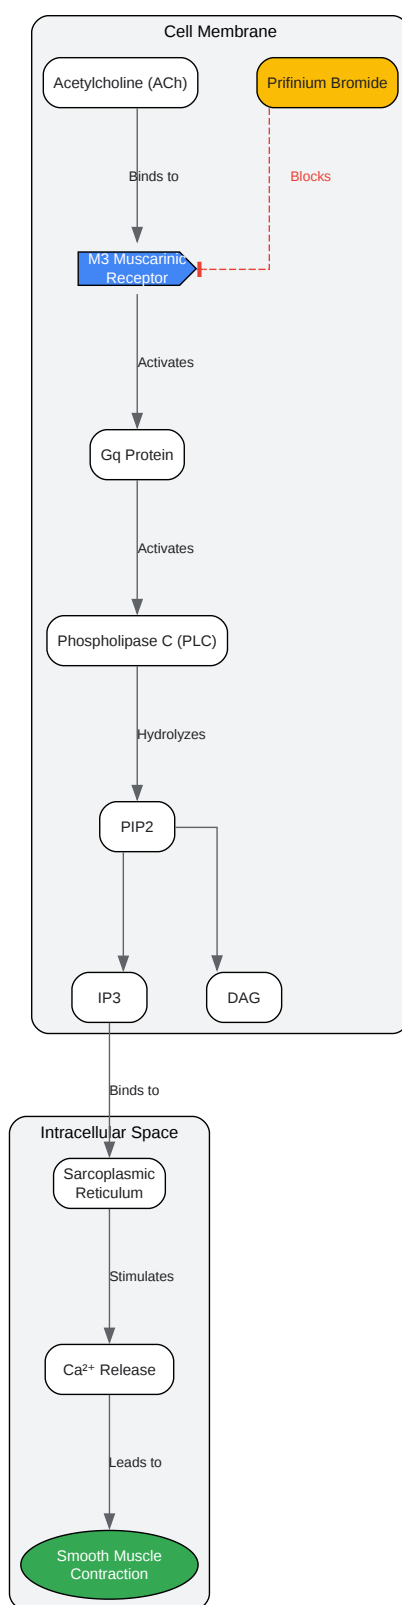 Cell Membrane
Acetylcholine (ACh)
Prifinium Bromide
Binds to
Blocks
M3 Muscarinic
Receptor
Activates
Gq Protein
Activates
Phospholipase C (PLC)
Hydrolyzes
PIP2
IP3
DAG
Binds to
Intracellular Space
Sarcoplasmic
Reticulum
Stimulates
Ca²⁺ Release
Leads to
Smooth Muscle
Contraction